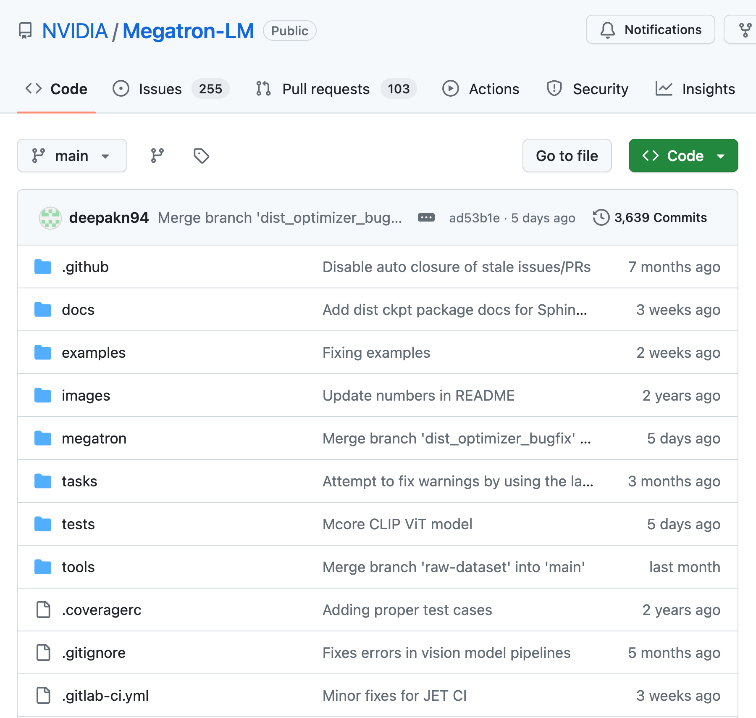 NVIDIA / Megatron-LM Public Notifications
Code Issues 255 Pull requests 103 Actions Security Insights
main Go to file Code
deepakn94 Merge branch 'dist_optimizer_bug... ad53b1e · 5 days ago 3,639 Commits
.github Disable auto closure of stale issues/PRs 7 months ago
docs Add dist ckpt package docs for Sphin... 3 weeks ago
examples Fixing examples 2 weeks ago
images Update numbers in README 2 years ago
megatron Merge branch 'dist_optimizer_bugfix' ... 5 days ago
tasks Attempt to fix warnings by using the la... 3 months ago
tests Mcore CLIP ViT model 5 days ago
tools Merge branch 'raw-dataset' into 'main' last month
.coveragerc Adding proper test cases 2 years ago
.gitignore Fixes errors in vision model pipelines 5 months ago
.gitlab-ci.yml Minor fixes for JET CI 3 weeks ago